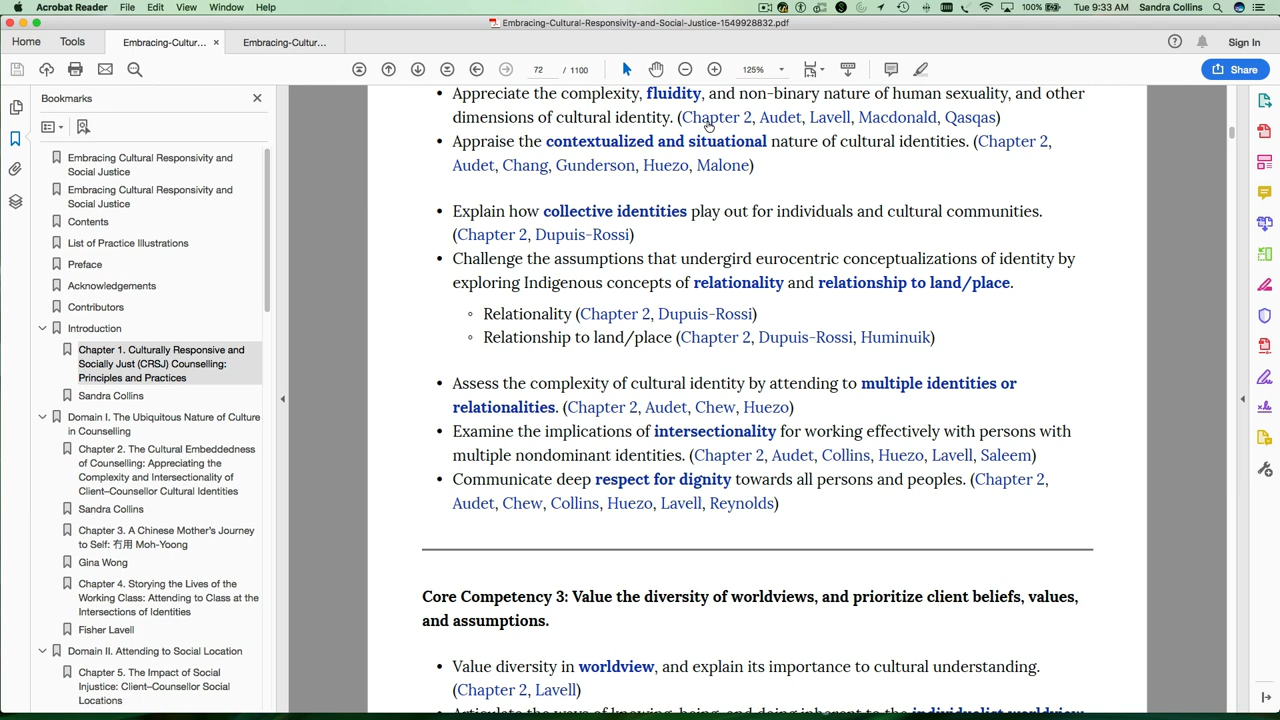 Acrobat Reader File Edit View Window Help 100% Tue 9:33 AM Sandra Collins
Embracing-Cultural-Responsivity-and-Social-Justice-1549928832.pdf
Home Tools Embracing-Cultur... × Embracing-Cultur... Sign In
72 / 1100 125% Share
Bookmarks
Embracing Cultural Responsivity and
Social Justice
Embracing Cultural Responsivity and
Social Justice
Contents
List of Practice Illustrations
Preface
Acknowledgements
Contributors
Introduction
Chapter 1. Culturally Responsive and
Socially Just (CRSJ) Counselling:
Principles and Practices
Sandra Collins
Domain I. The Ubiquitous Nature of Culture
in Counselling
Chapter 2. The Cultural Embeddedness
of Counselling: Appreciating the
Complexity and Intersectionality of
Client–Counsellor Cultural Identities
Sandra Collins
Chapter 3. A Chinese Mother's Journey
to Self: 冇用 Moh-Yoong
Gina Wong
Chapter 4. Storying the Lives of the
Working Class: Attending to Class at the
Intersections of Identities
Fisher Lavell
Domain II. Attending to Social Location
Chapter 5. The Impact of Social
Injustice: Client–Counsellor Social
Locations
• Appreciate the complexity, fluidity, and non-binary nature of human sexuality, and other
dimensions of cultural identity. (Chapter 2, Audet, Lavell, Macdonald, Qasqas)
• Appraise the contextualized and situational nature of cultural identities. (Chapter 2,
Audet, Chang, Gunderson, Huezo, Malone)
• Explain how collective identities play out for individuals and cultural communities.
(Chapter 2, Dupuis-Rossi)
• Challenge the assumptions that undergird eurocentric conceptualizations of identity by
exploring Indigenous concepts of relationality and relationship to land/place.
◦ Relationality (Chapter 2, Dupuis-Rossi)
◦ Relationship to land/place (Chapter 2, Dupuis-Rossi, Huminuik)
• Assess the complexity of cultural identity by attending to multiple identities or
relationalities. (Chapter 2, Audet, Chew, Huezo)
• Examine the implications of intersectionality for working effectively with persons with
multiple nondominant identities. (Chapter 2, Audet, Collins, Huezo, Lavell, Saleem)
• Communicate deep respect for dignity towards all persons and peoples. (Chapter 2,
Audet, Chew, Collins, Huezo, Lavell, Reynolds)
Core Competency 3: Value the diversity of worldviews, and prioritize client beliefs, values,
and assumptions.
• Value diversity in worldview, and explain its importance to cultural understanding.
(Chapter 2, Lavell)
• Articulate the ways of knowing, being, and doing inherent to the individualist worldview